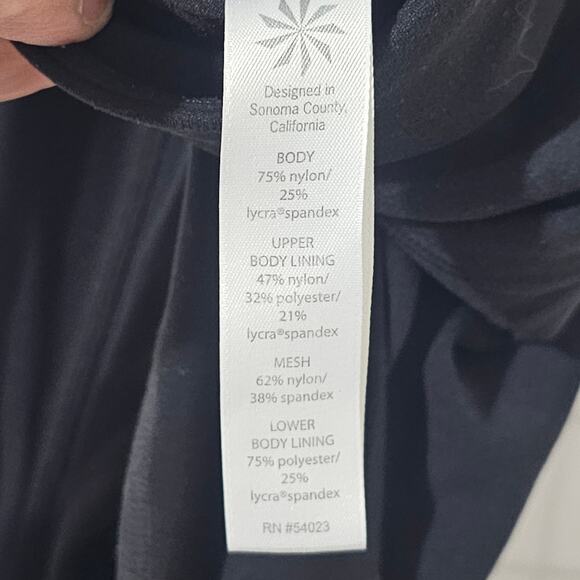 Designed in
Sonoma County,
California
BODY
75% nylon/
25%
lycra®spandex
UPPER
BODY LINING
47% nylon/
32% polyester/
21%
lycra®spandex
MESH
62% nylon/
38% spandex
LOWER
BODY LINING
75% polyester/
25%
lycra®spandex
RN #54023